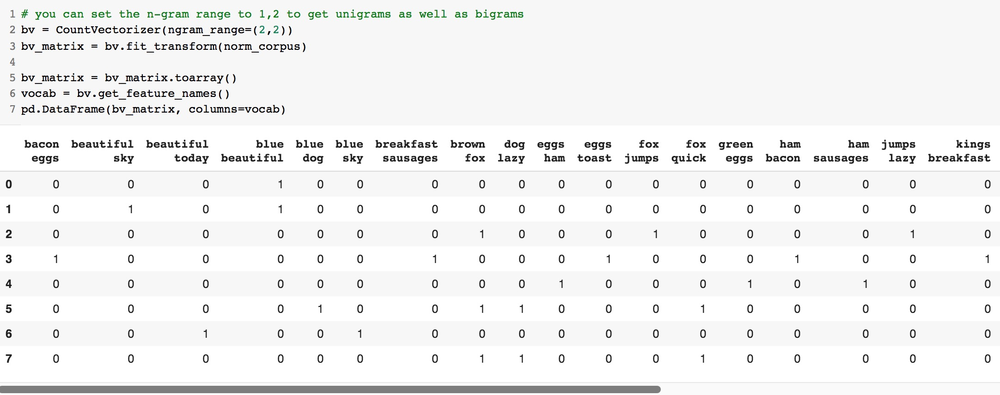 1 # you can set the n-gram range to 1,2 to get unigrams as well as bigrams
2 bv = CountVectorizer(ngram_range=(2,2))
3 bv_matrix = bv.fit_transform(norm_corpus)
4
5 bv_matrix = bv_matrix.toarray()
6 vocab = bv.get_feature_names()
7 pd.DataFrame(bv_matrix, columns=vocab)
bacon beautiful beautiful blue blue blue breakfast brown dog eggs eggs fox fox green ham ham jumps kings
eggs sky today beautiful dog sky sausages fox lazy ham toast jumps quick eggs bacon sausages lazy breakfast
0 0 0 0 1 0 0 0 0 0 0 0 0 0 0 0 0 0 0
1 0 1 0 1 0 0 0 0 0 0 0 0 0 0 0 0 0 0
2 0 0 0 0 0 0 0 1 0 0 0 1 0 0 0 0 1 0
3 1 0 0 0 0 0 1 0 0 0 1 0 0 0 1 0 0 1
4 0 0 0 0 0 0 0 0 0 1 0 0 0 1 0 1 0 0
5 0 0 0 0 1 0 0 1 1 0 0 0 1 0 0 0 0 0
6 0 0 1 0 0 1 0 0 0 0 0 0 0 0 0 0 0 0
7 0 0 0 0 0 0 0 1 1 0 0 0 1 0 0 0 0 0